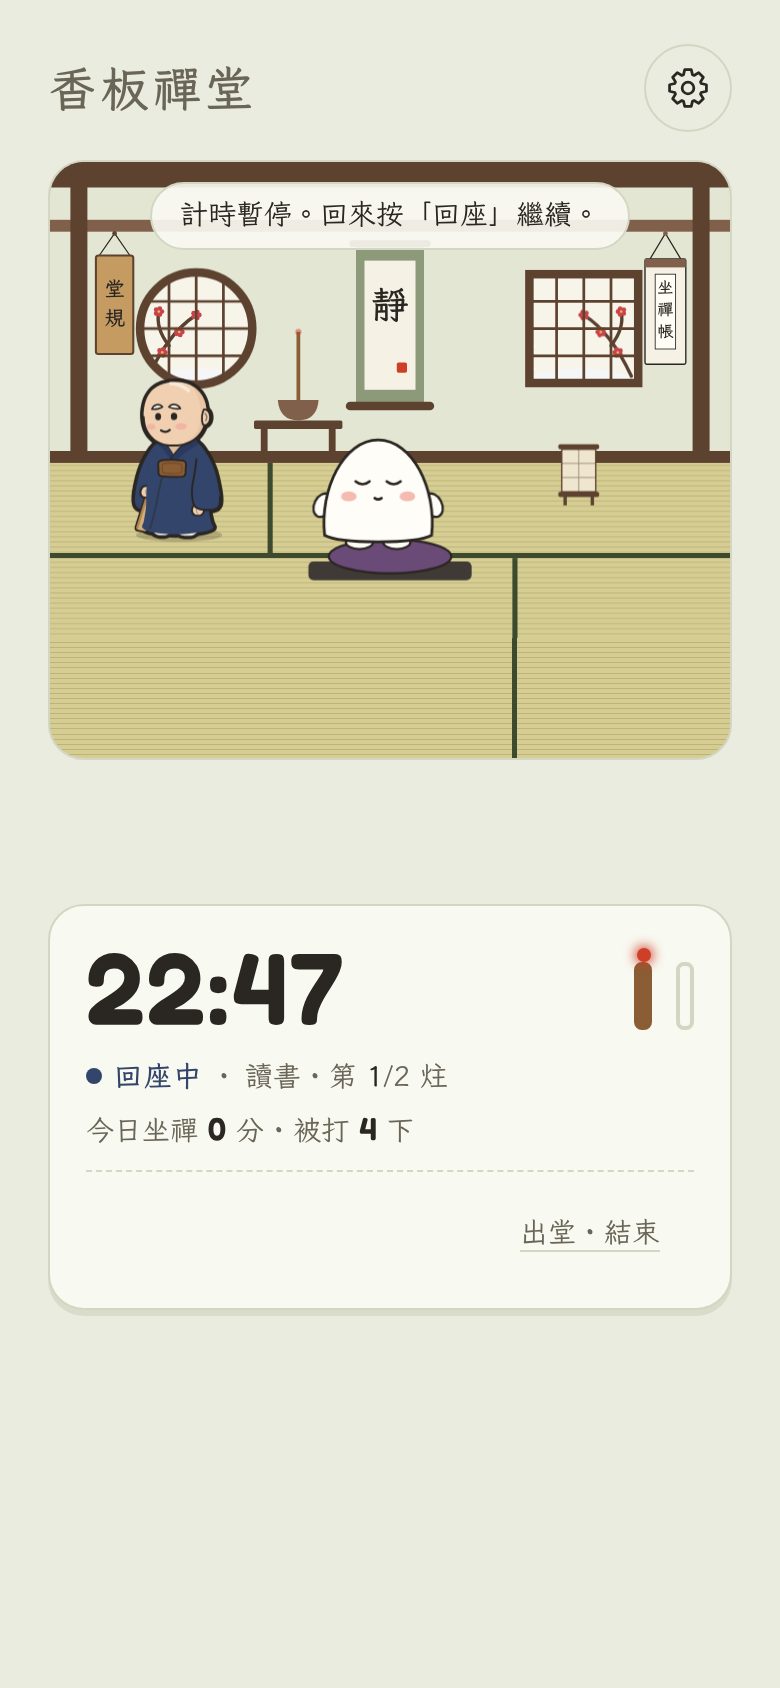 香板禪堂
計時暫停。回來按「回座」繼續。
堂規
靜
坐禪帳
22:47
回座中 · 讀書·第 1/2 炷
今日坐禪 0 分·被打 4 下
出堂·結束